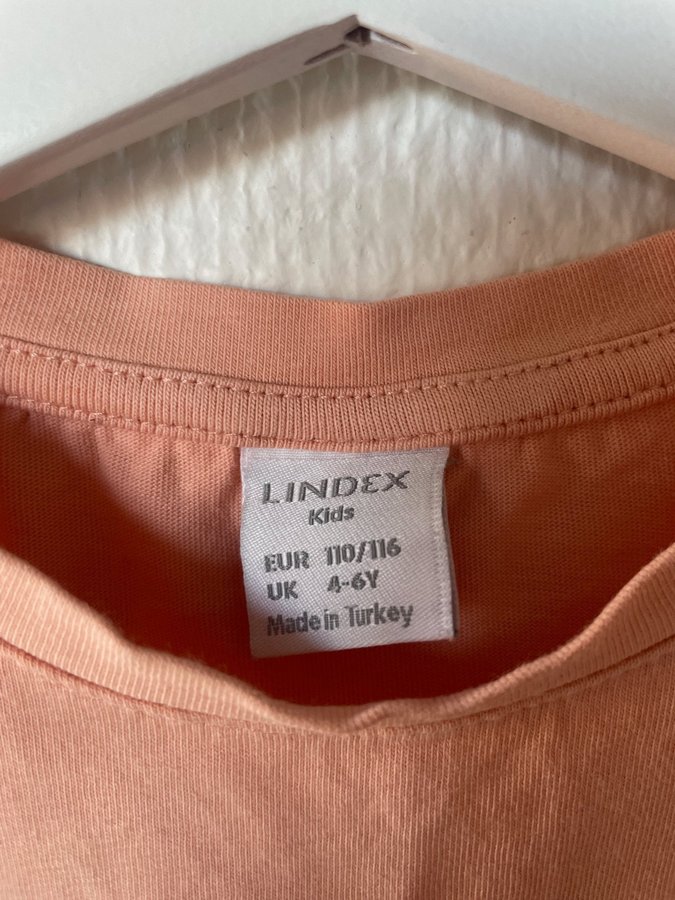 LINDEX
Kids
EUR 110/116
UK 4-6Y
Made in Turkey